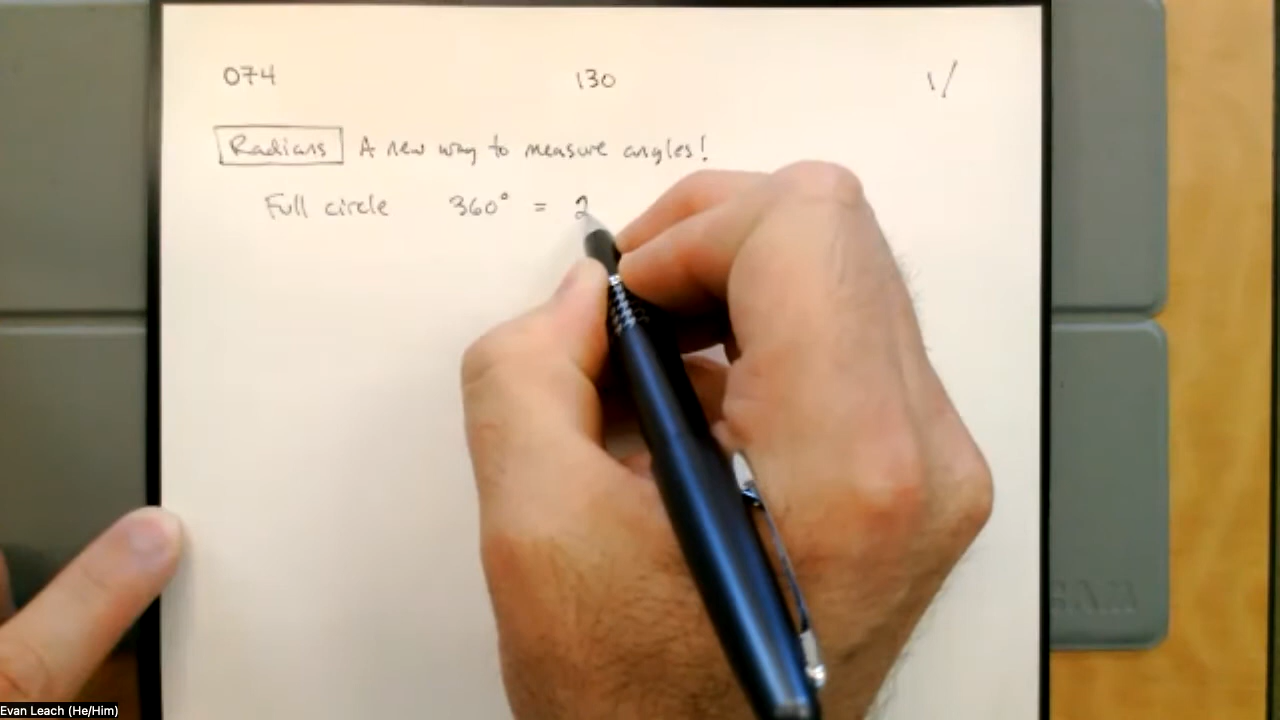 074 130 1/
Radians A new way to measure angles!
Full circle 360° = 2
Evan Leach (He/Him)